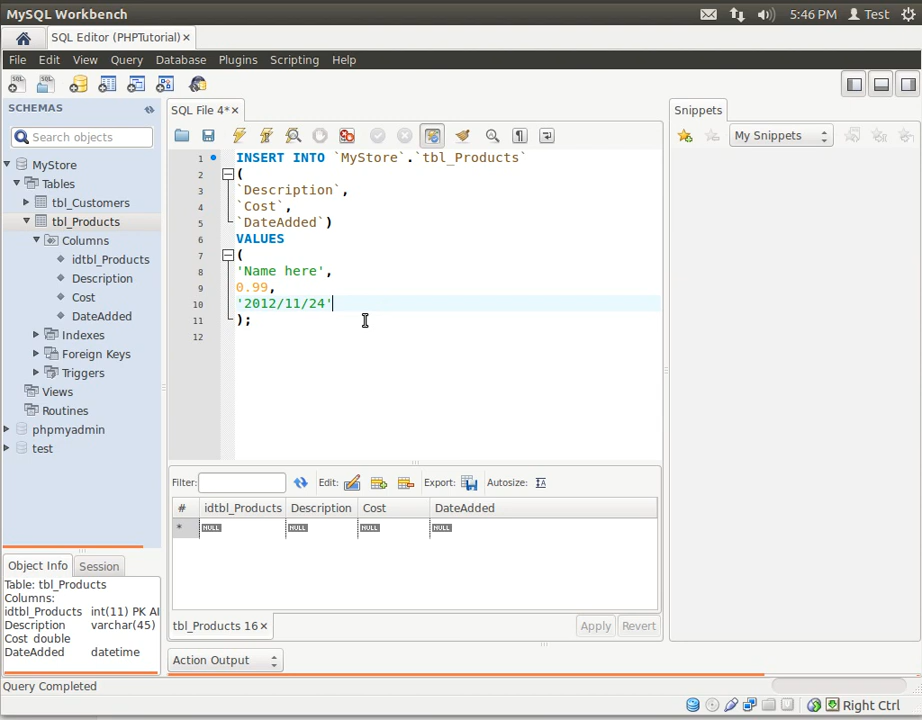 MySQL Workbench
5:46 PM
Test
SQL Editor (PHPTutorial) ×
File Edit View Query Database Plugins Scripting Help
SCHEMAS
Search objects
MyStore
Tables
tbl_Customers
tbl_Products
Columns
idtbl_Products
Description
Cost
DateAdded
Indexes
Foreign Keys
Triggers
Views
Routines
phpmyadmin
test
Object Info
Session
Table: tbl_Products
Columns:
idtbl_Products int(11) PK AI
Description varchar(45)
Cost double
DateAdded datetime
SQL File 4* ×
1 INSERT INTO `MyStore`.`tbl_Products`
2 (
3 `Description`,
4 `Cost`,
5 `DateAdded`)
6 VALUES
7 (
8 'Name here',
9 0.99,
10 '2012/11/24'
11 );
12
Filter:
Edit:
Export:
Autosize:
# idtbl_Products Description Cost DateAdded
* NULL NULL NULL NULL
tbl_Products 16 ×
Apply
Revert
Action Output
Snippets
My Snippets
Query Completed
Right Ctrl